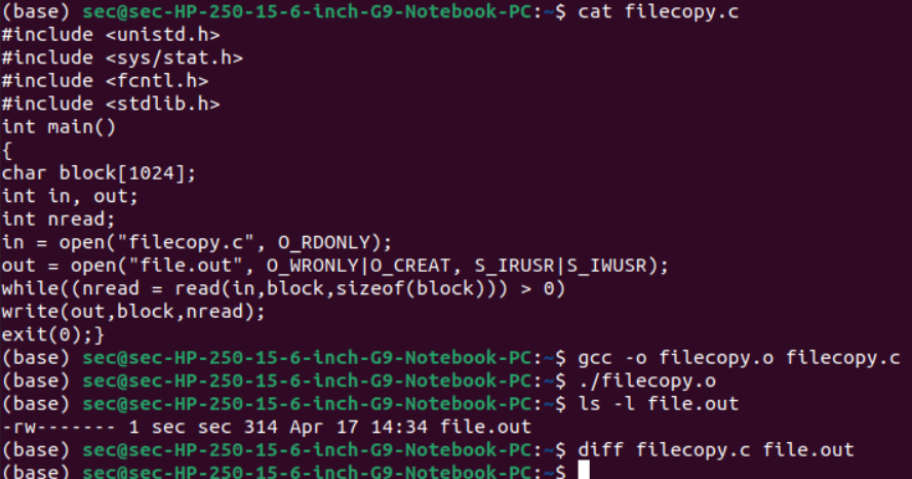 (base) sec@sec-HP-250-15-6-inch-G9-Notebook-PC:~$ cat filecopy.c
#include <unistd.h>
#include <sys/stat.h>
#include <fcntl.h>
#include <stdlib.h>
int main()
{
char block[1024];
int in, out;
int nread;
in = open("filecopy.c", O_RDONLY);
out = open("file.out", O_WRONLY|O_CREAT, S_IRUSR|S_IWUSR);
while((nread = read(in,block,sizeof(block))) > 0)
write(out,block,nread);
exit(0);}
(base) sec@sec-HP-250-15-6-inch-G9-Notebook-PC:~$ gcc -o filecopy.o filecopy.c
(base) sec@sec-HP-250-15-6-inch-G9-Notebook-PC:~$ ./filecopy.o
(base) sec@sec-HP-250-15-6-inch-G9-Notebook-PC:~$ ls -l file.out
-rw------- 1 sec sec 314 Apr 17 14:34 file.out
(base) sec@sec-HP-250-15-6-inch-G9-Notebook-PC:~$ diff filecopy.c file.out
(base) sec@sec-HP-250-15-6-inch-G9-Notebook-PC:~$